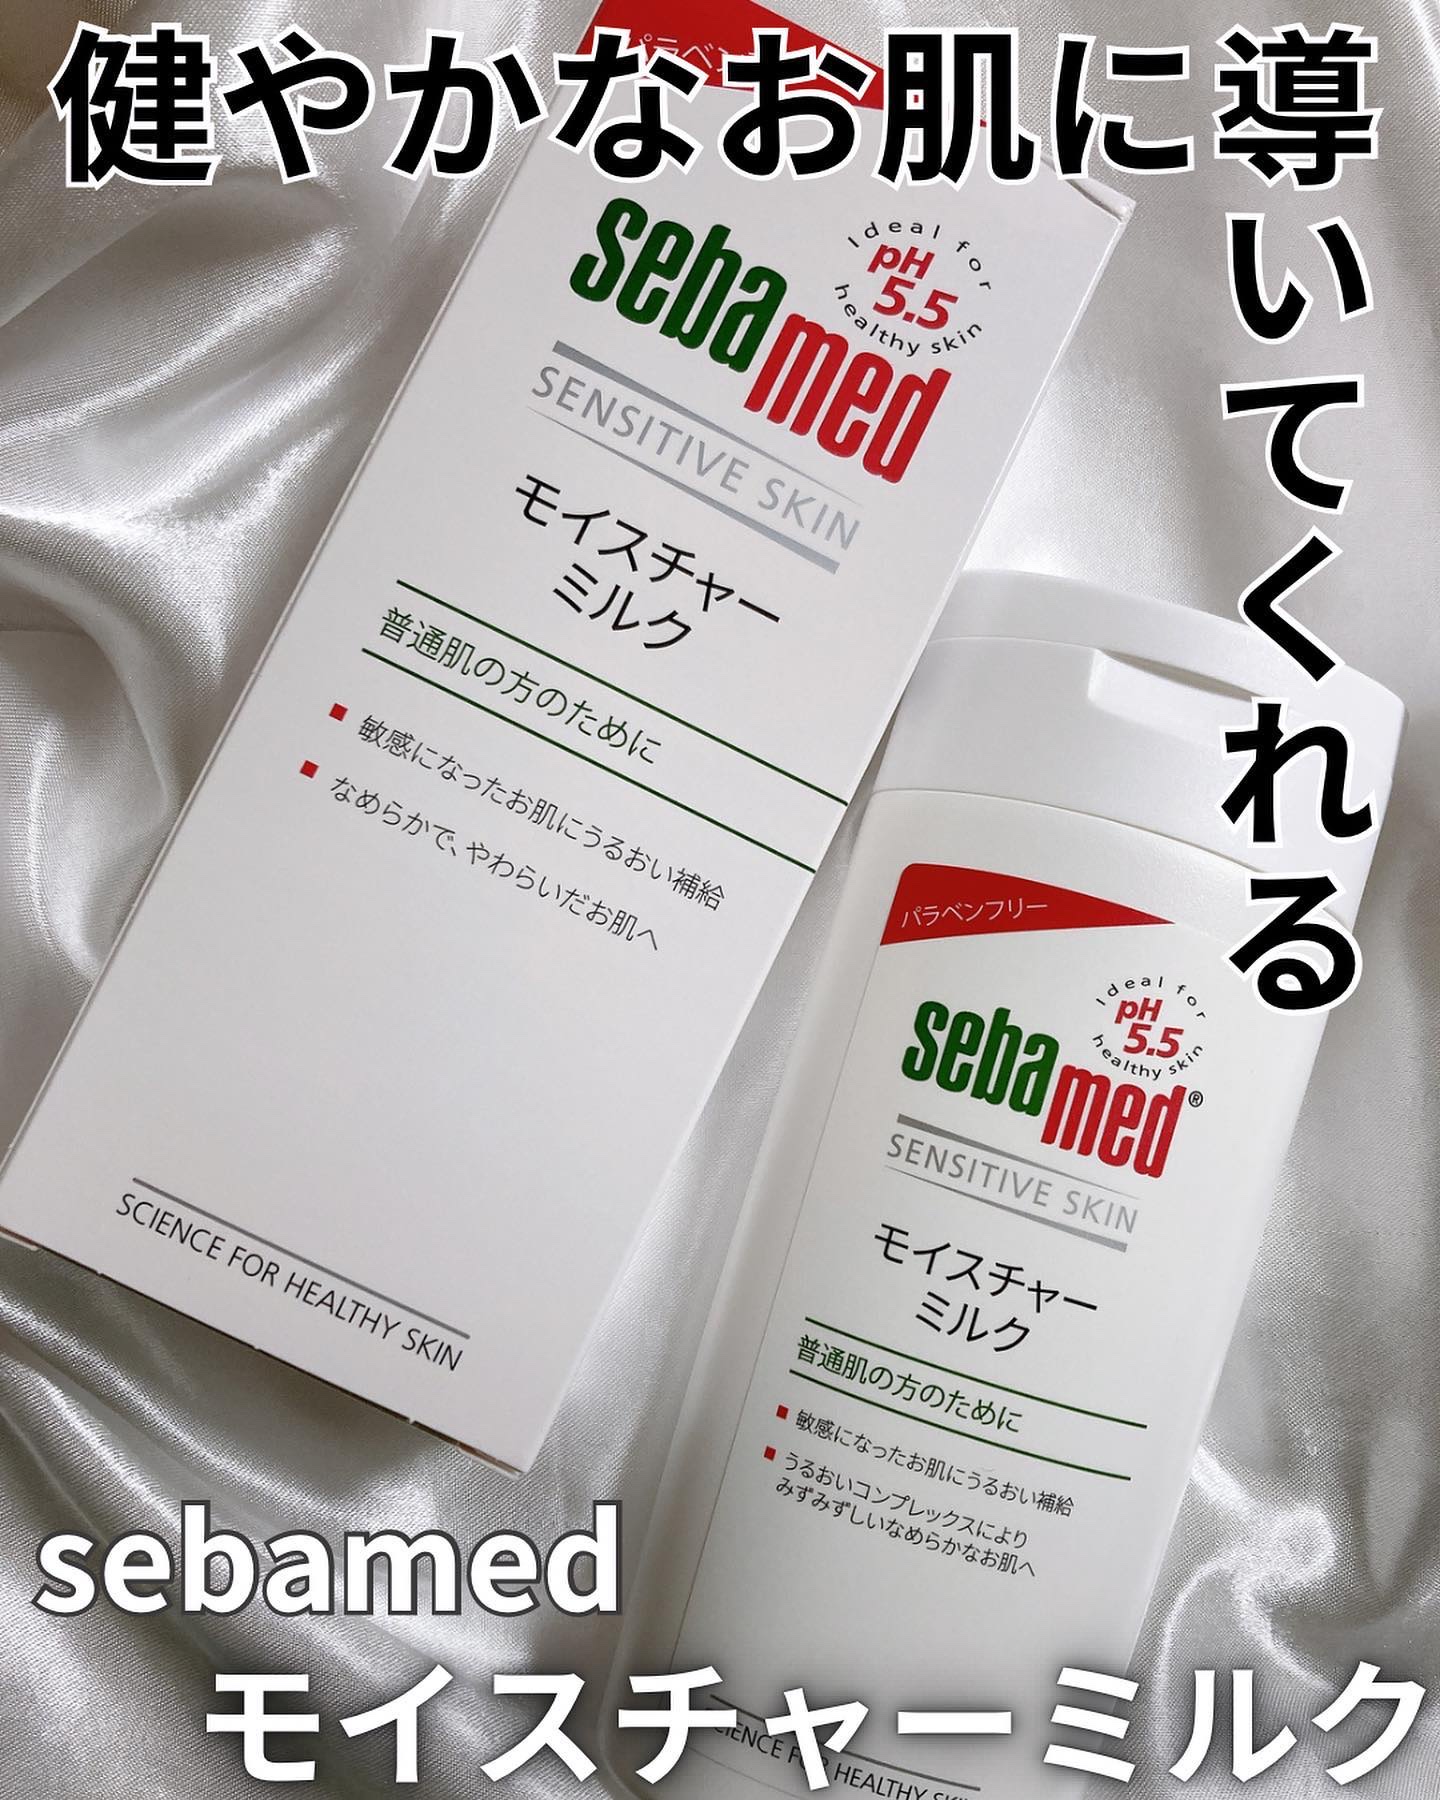 健やかなお肌に導いてくれる
sebamed
Ideal for
pH
5.5
healthy skin
SENSITIVE SKIN
モイスチャー
ミルク
普通肌の方のために
敏感になったお肌にうるおい補給
なめらかで、やわらいだお肌へ
SCIENCE FOR HEALTHY SKIN
パラベンフリー
Ideal for
pH
5.5
healthy skin
sebamed®
SENSITIVE SKIN
モイスチャー
ミルク
普通肌の方のために
敏感になったお肌にうるおい補給
うるおいコンプレックスにより
みずみずしいなめらかなお肌へ
FOR HEALTHY
sebamed
モイスチャーミルク